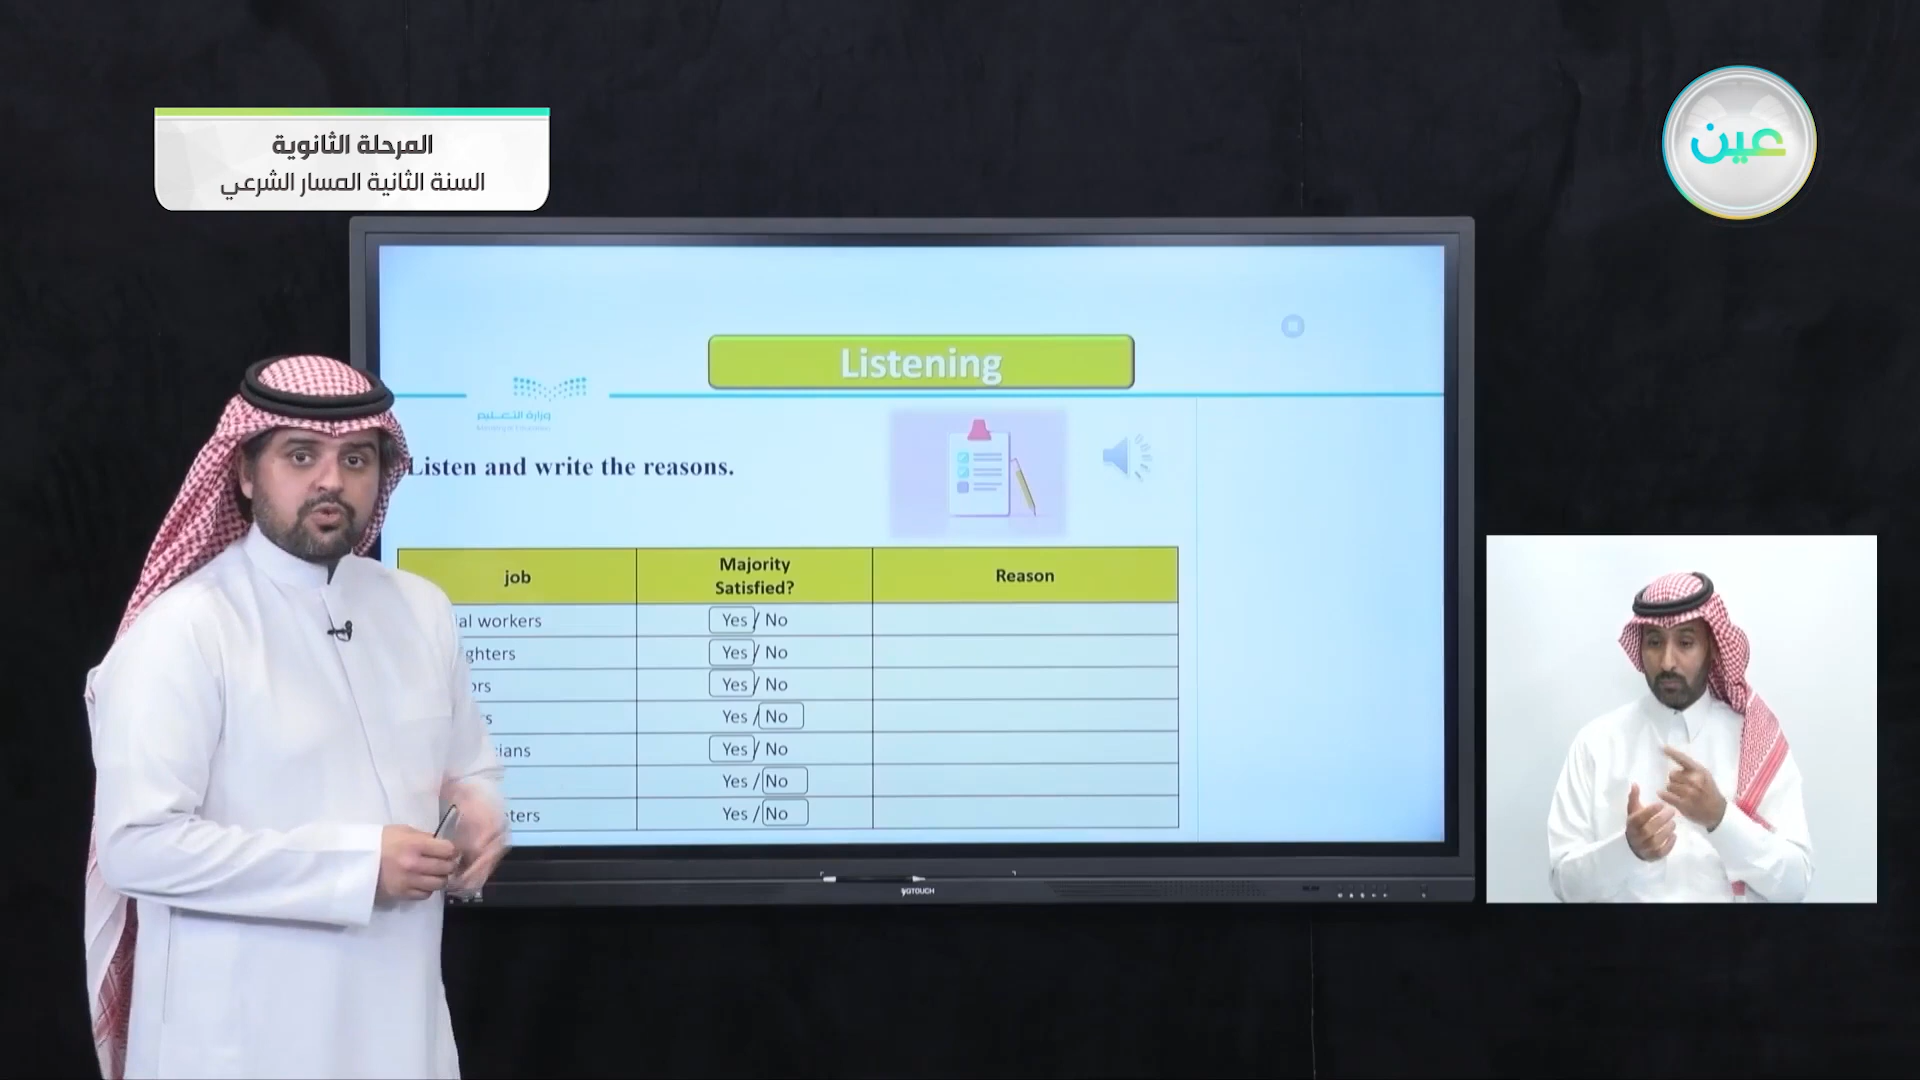 المرحلة الثانوية
السنة الثانية المسار الشرعي
عين
Listening
وزارة التعليم
Listen and write the reasons.
job
Majority
Satisfied?
Reason
workers
Yes / No
Yes / No
Yes / No
Yes / No
Yes / No
Yes / No
Yes / No